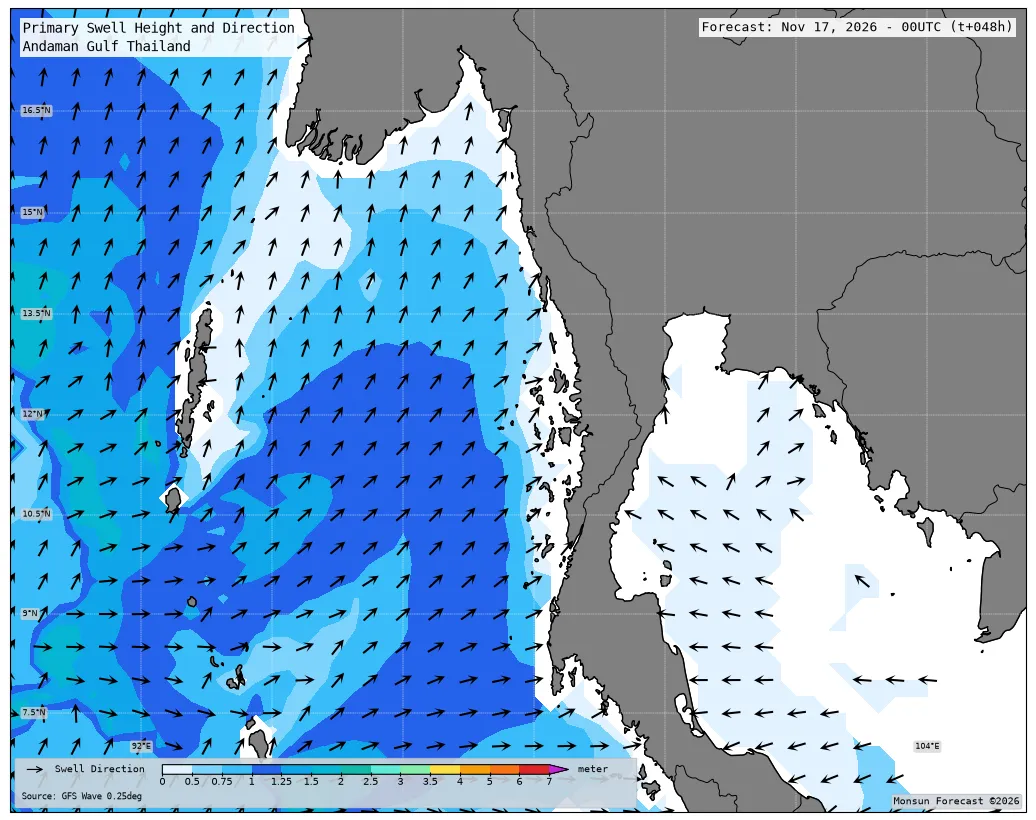 Primary Swell Height and Direction
Andaman Gulf Thailand
Forecast: Nov 17, 2026 - 00UTC (t+048h)
16.5°N
15°N
13.5°N
12°N
10.5°N
9°N
7.5°N
92°E
104°E
Swell Direction
0 0.5 0.75 1 1.25 1.5 2 2.5 3 3.5 4 5 6 7
meter
Source: GFS Wave 0.25deg
Monsun Forecast ©2026